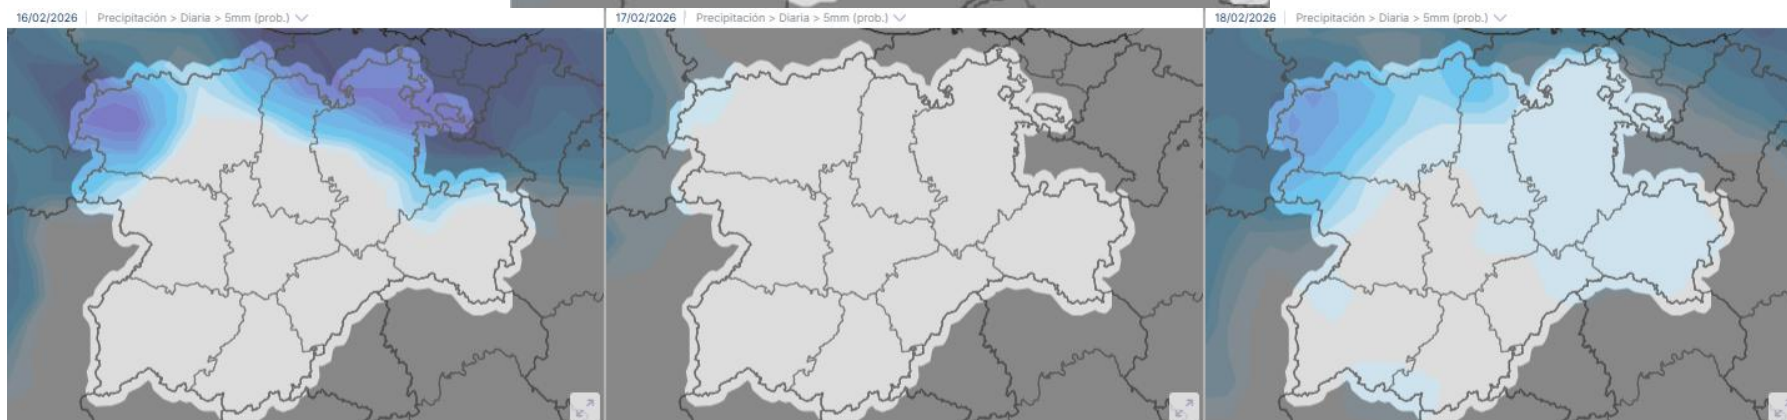 16/02/2026 Precipitación > Diaria > 5mm (prob.)
17/02/2026 Precipitación > Diaria > 5mm (prob.)
18/02/2026 Precipitación > Diaria > 5mm (prob.)